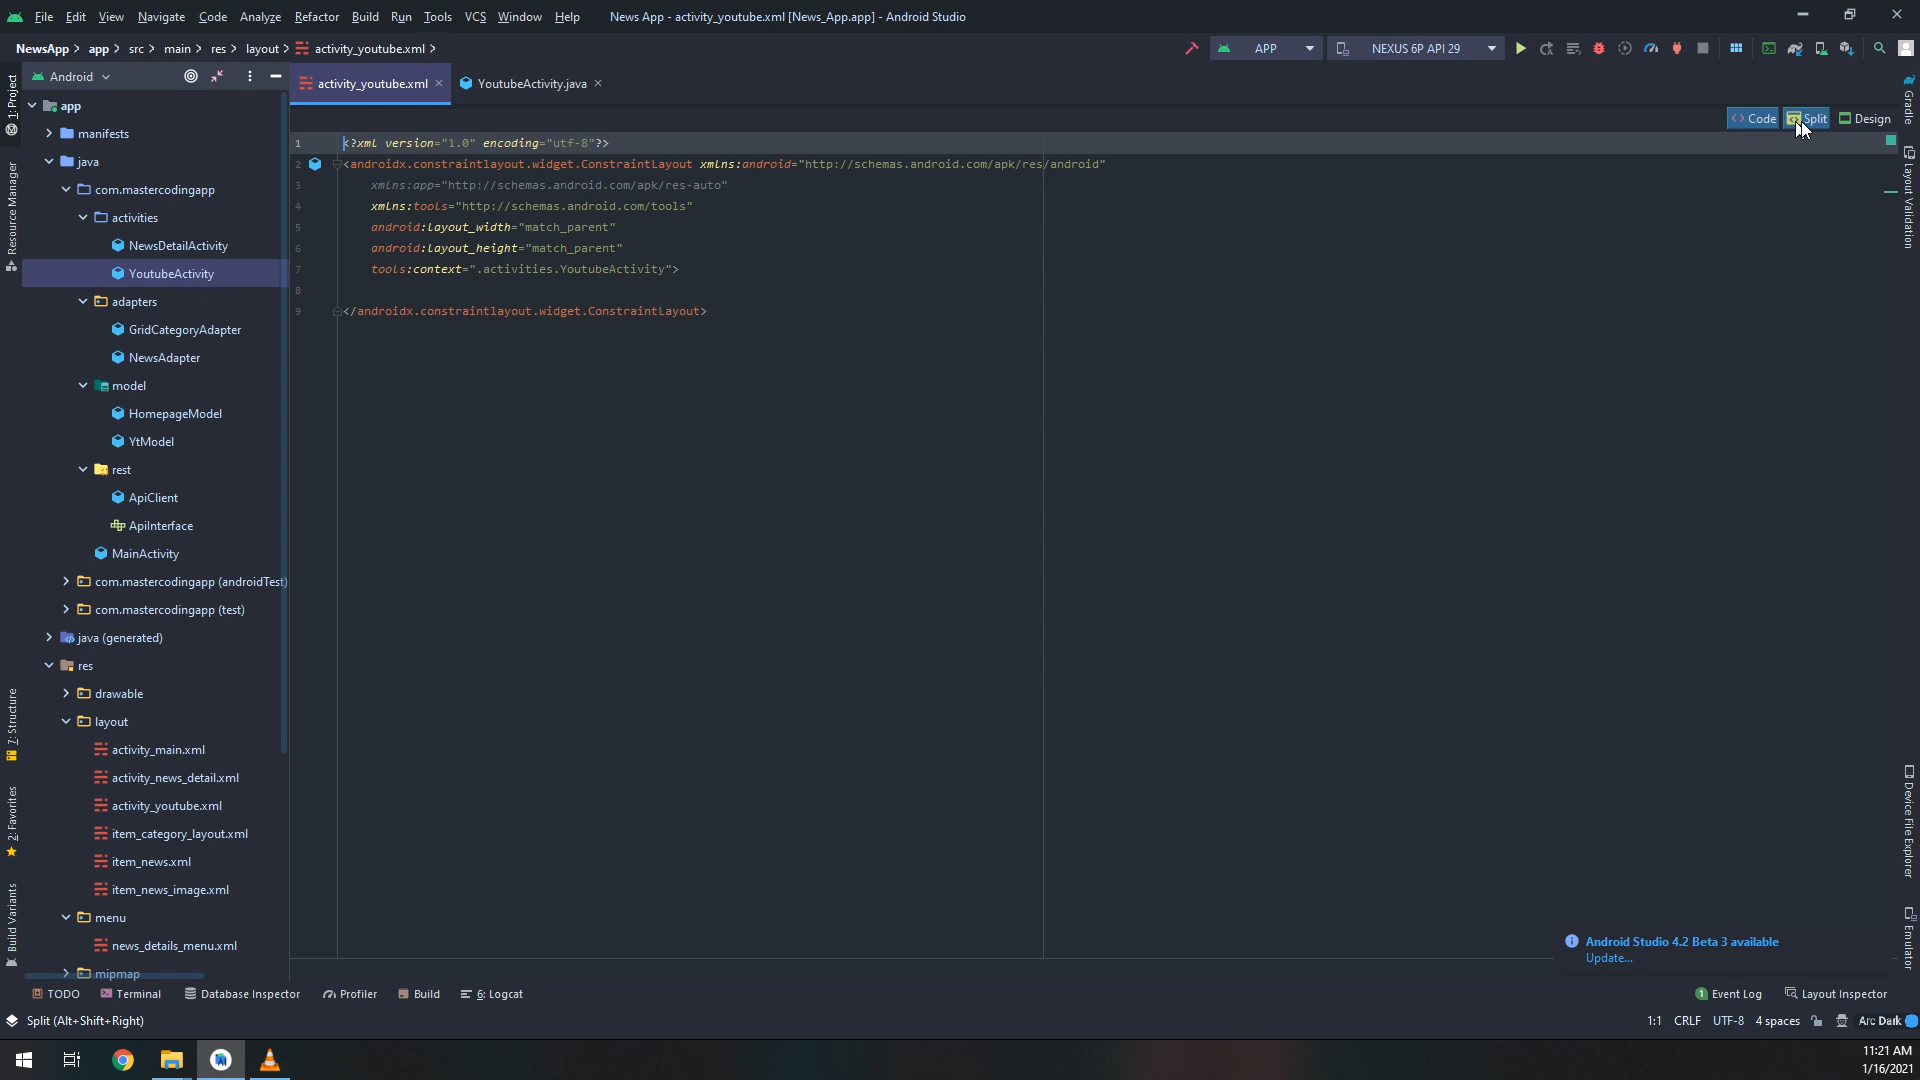 File Edit View Navigate Code Analyze Refactor Build Run Tools VCS Window Help News App - activity_youtube.xml [News_App.app] - Android Studio
NewsApp app src main res layout activity_youtube.xml APP NEXUS 6P API 29
Android activity_youtube.xml YoutubeActivity.java
Code Split Design
1: Project
Resource Manager
7: Structure
2: Favorites
Build Variants
app
manifests
java
com.mastercodingapp
activities
NewsDetailActivity
YoutubeActivity
adapters
GridCategoryAdapter
NewsAdapter
model
HomepageModel
YtModel
rest
ApiClient
ApiInterface
MainActivity
com.mastercodingapp (androidTest)
com.mastercodingapp (test)
java (generated)
res
drawable
layout
activity_main.xml
activity_news_detail.xml
activity_youtube.xml
item_category_layout.xml
item_news.xml
item_news_image.xml
menu
news_details_menu.xml
mipmap
1 <?xml version="1.0" encoding="utf-8"?>
2 <androidx.constraintlayout.widget.ConstraintLayout xmlns:android="http://schemas.android.com/apk/res/android"
3 xmlns:app="http://schemas.android.com/apk/res-auto"
4 xmlns:tools="http://schemas.android.com/tools"
5 android:layout_width="match_parent"
6 android:layout_height="match_parent"
7 tools:context=".activities.YoutubeActivity">
8
9 </androidx.constraintlayout.widget.ConstraintLayout>
Gradle
Layout Validation
Device File Explorer
Emulator
Android Studio 4.2 Beta 3 available
Update...
TODO Terminal Database Inspector Profiler Build 6: Logcat 1 Event Log Layout Inspector
Split (Alt+Shift+Right) 1:1 CRLF UTF-8 4 spaces Arc Dark
11:21 AM
1/16/2021